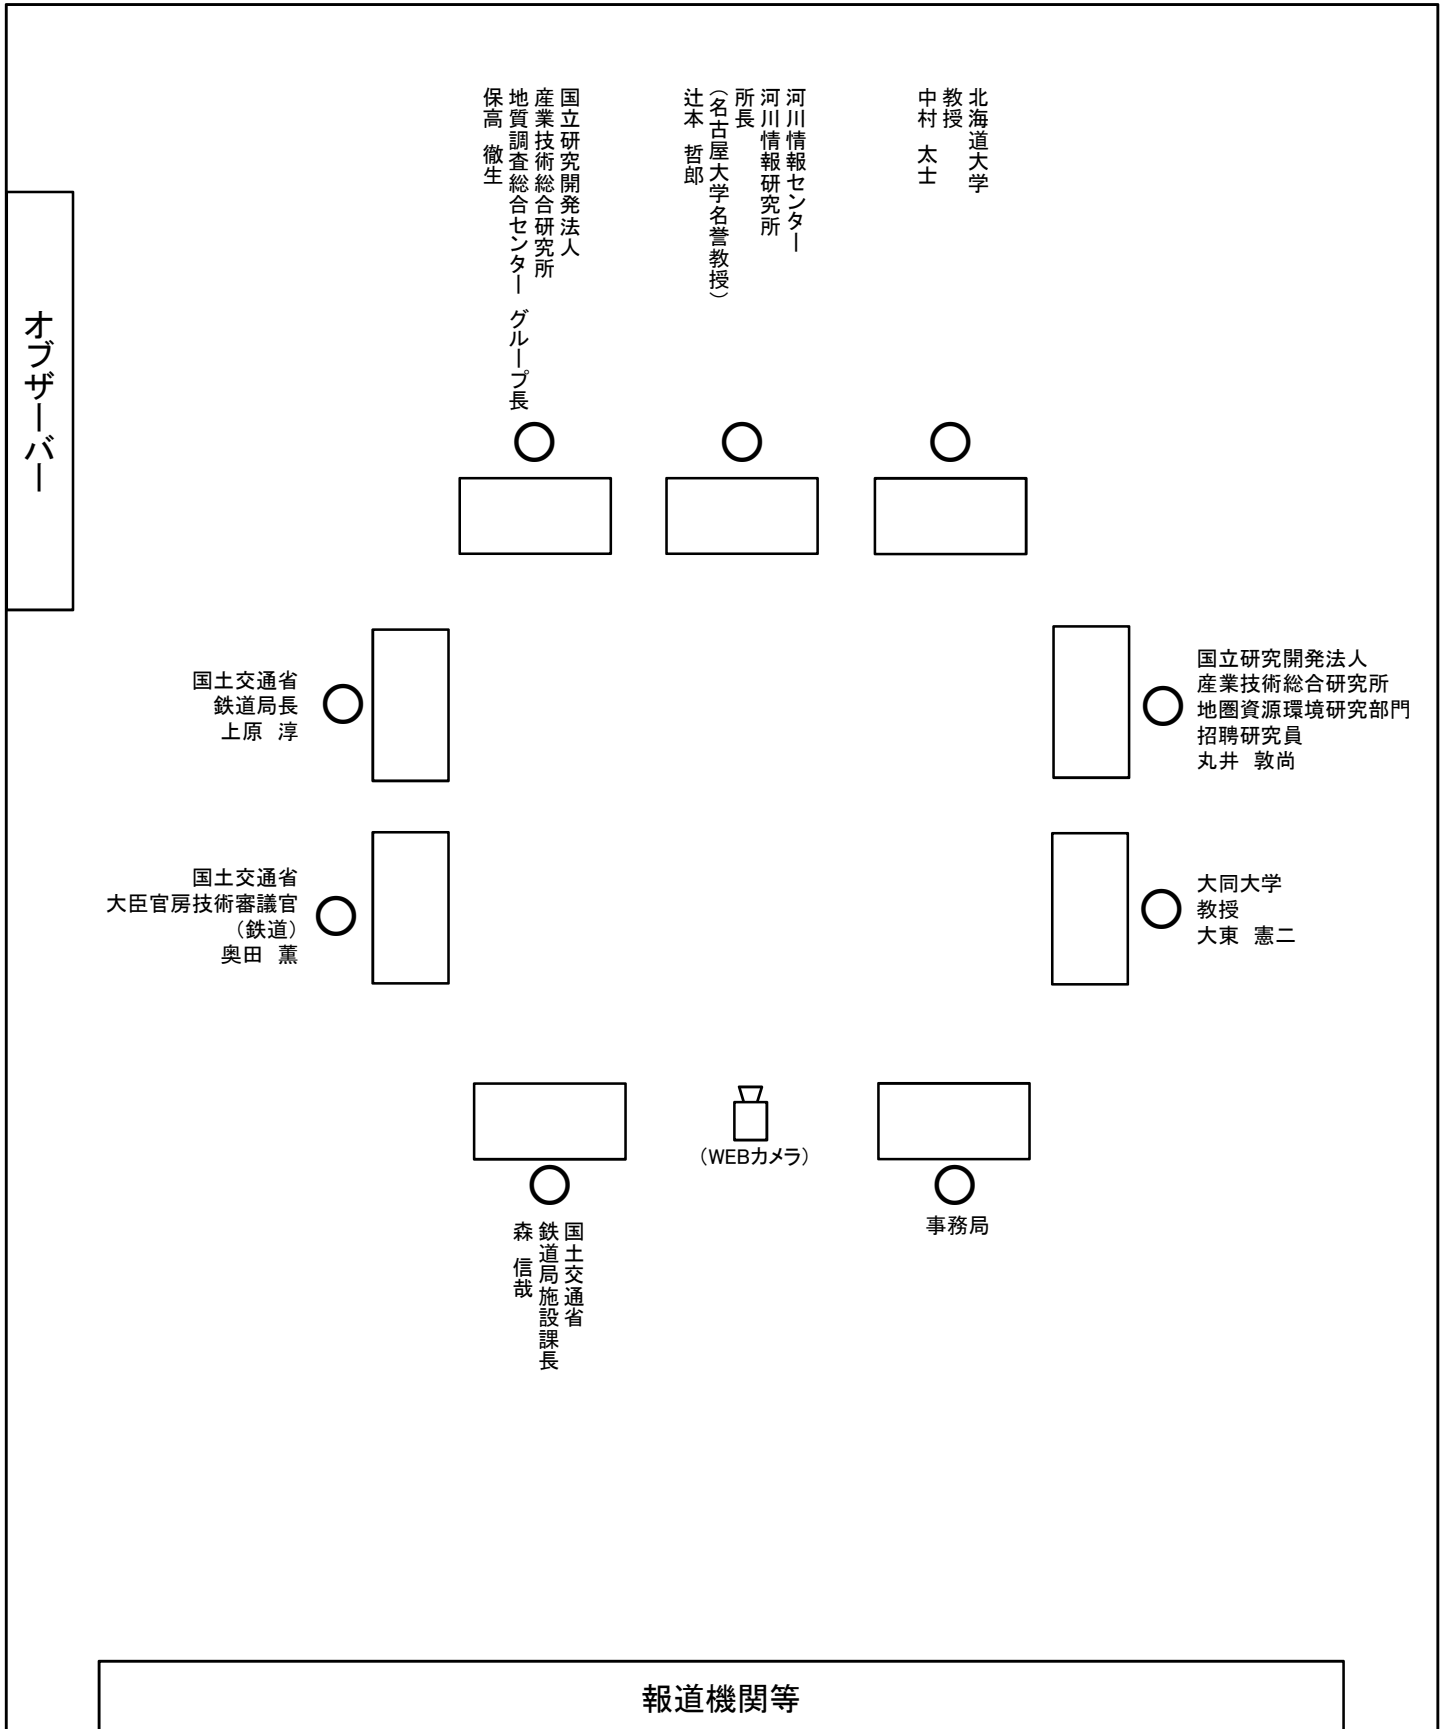 国立研究開発法人
産業技術総合研究所
地質調査総合センター グループ長
保高 徹生
河川情報センター
河川情報研究所
所長
（名古屋大学名誉教授）
辻本 哲郎
北海道大学
教授
中村 太士
オブザーバー
国土交通省
鉄道局長
上原 淳
国立研究開発法人
産業技術総合研究所
地圏資源環境研究部門
招聘研究員
丸井 敦尚
国土交通省
大臣官房技術審議官
（鉄道）
奥田 薫
大同大学
教授
大東 憲二
（WEBカメラ）
国土交通省
鉄道局施設課長
森 信哉
事務局
報道機関等